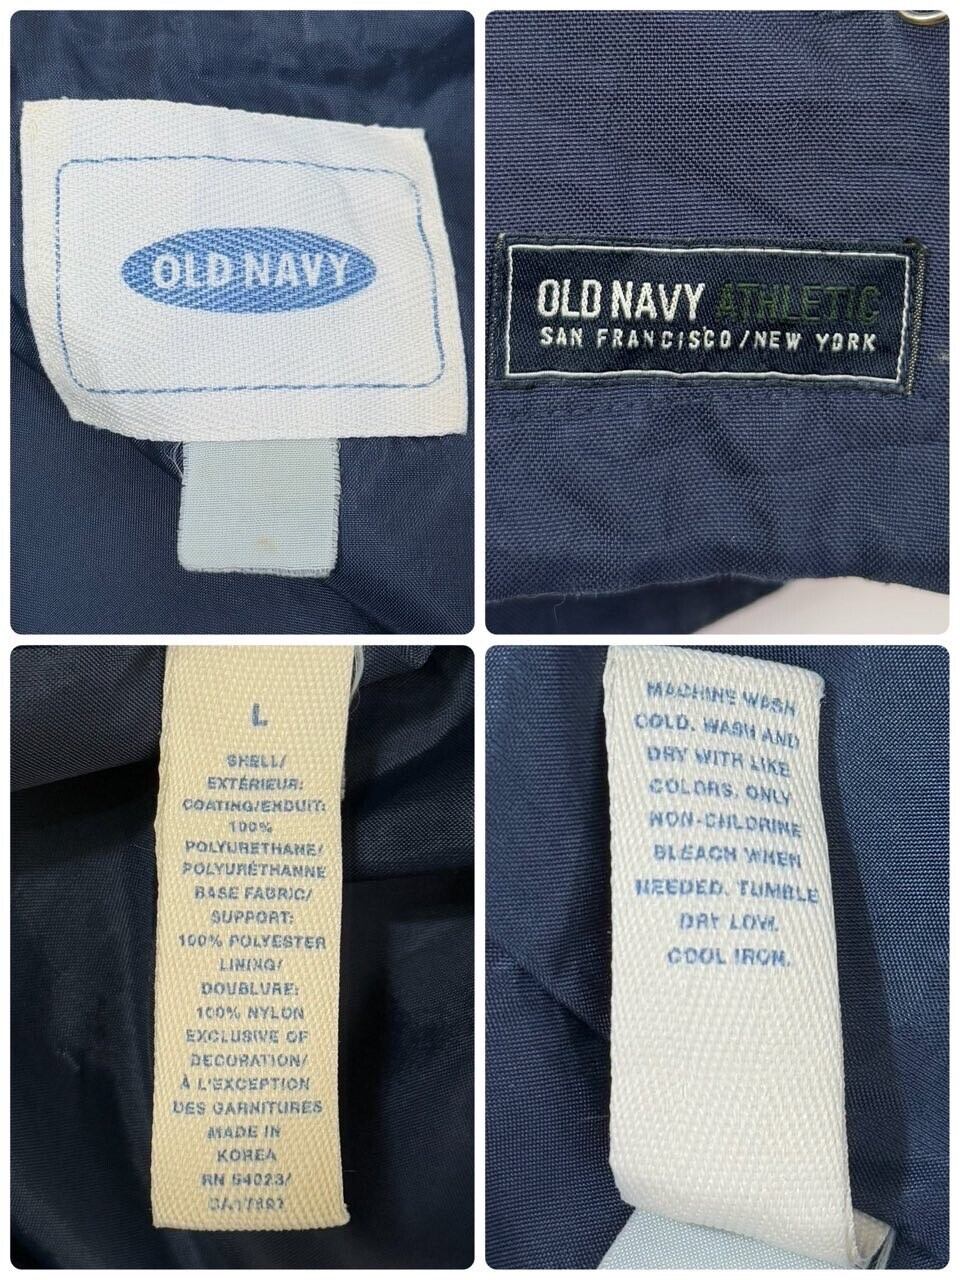 OLD NAVY
OLD NAVY ATHLETIC
SAN FRANCISCO / NEW YORK
L
SHELL/
EXTÉRIEUR:
COATING/ENDUIT:
100%
POLYURETHANE/
POLYURÉTHANNE
BASE FABRIC/
SUPPORT:
100% POLYESTER
LINING/
DOUBLURE:
100% NYLON
EXCLUSIVE OF
DECORATION/
À L'EXCEPTION
DES GARNITURES
MADE IN
KOREA
RN 54023/
MACHINE WASH
COLD. WASH AND
DRY WITH LIKE
COLORS. ONLY
NON-CHLORINE
BLEACH WHEN
NEEDED. TUMBLE
DRY LOW.
COOL IRON.